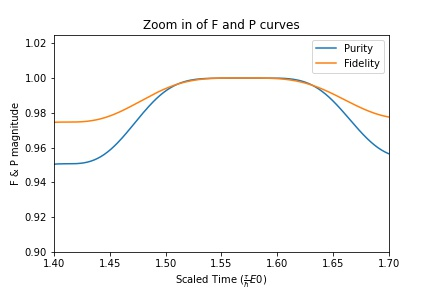 Zoom in of F and P curves
Purity
Fidelity
F & P magnitude
1.02
1.00
0.98
0.96
0.94
0.92
0.90
1.40 1.45 1.50 1.55 1.60 1.65 1.70
Scaled Time (τ/ħ E0)